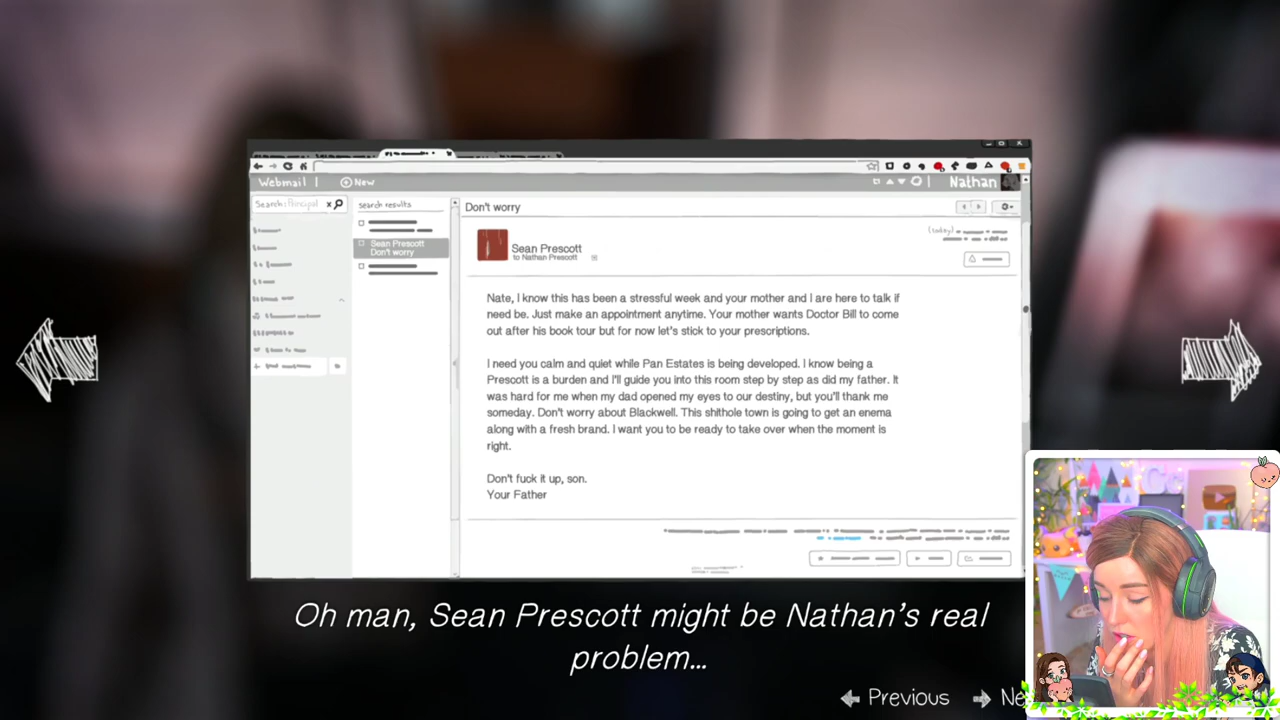 Webmail | New
Nathan
Search: Principal x
search results
Don't worry
Sean Prescott
Don't worry
Sean Prescott
to Nathan Prescott
(today)
Nate, I know this has been a stressful week and your mother and I are here to talk if
need be. Just make an appointment anytime. Your mother wants Doctor Bill to come
out after his book tour but for now let's stick to your prescriptions.
I need you calm and quiet while Pan Estates is being developed. I know being a
Prescott is a burden and I'll guide you into this room step by step as did my father. It
was hard for me when my dad opened my eyes to our destiny, but you'll thank me
someday. Don't worry about Blackwell. This shithole town is going to get an enema
along with a fresh brand. I want you to be ready to take over when the moment is
right.
Don't fuck it up, son.
Your Father
Oh man, Sean Prescott might be Nathan's real
problem...
Previous